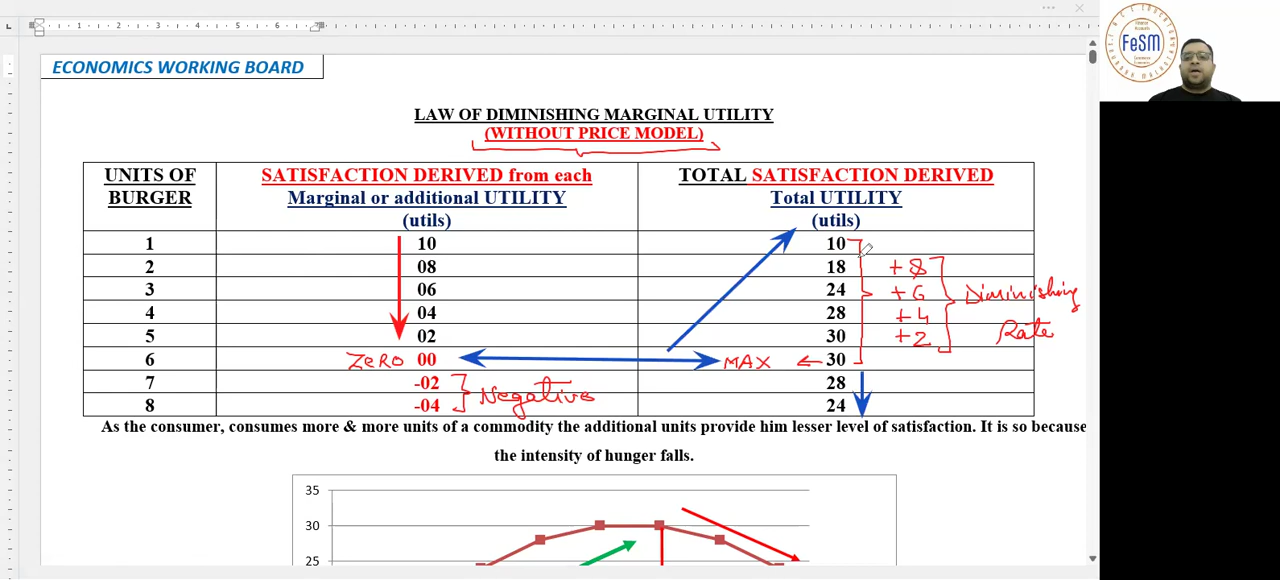 ECONOMICS WORKING BOARD
FeSM
LAW OF DIMINISHING MARGINAL UTILITY
(WITHOUT PRICE MODEL)
UNITS OF BURGER
SATISFACTION DERIVED from each Marginal or additional UTILITY (utils)
TOTAL SATISFACTION DERIVED Total UTILITY (utils)
1 10 10
2 08 18 +8
3 06 24 +6 Diminishing
4 04 28 +4
5 02 30 +2 Rate
6 ZERO 00 MAX ← 30
7 -02 28
8 -04 Negative 24
As the consumer, consumes more & more units of a commodity the additional units provide him lesser level of satisfaction. It is so because
the intensity of hunger falls.
35
30
25